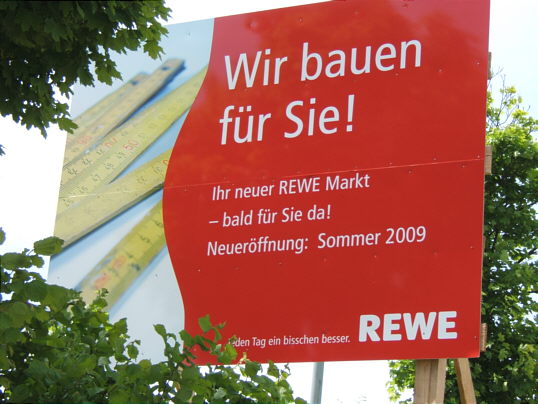 Wir bauen
für Sie!
Ihr neuer REWE Markt
– bald für Sie da!
Neueröffnung: Sommer 2009
Jeden Tag ein bisschen besser. REWE